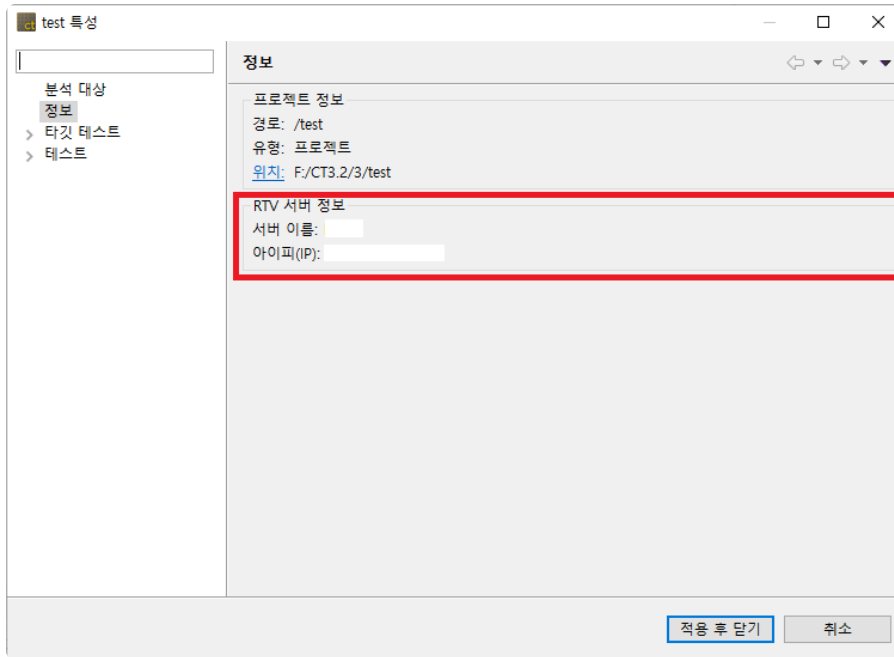 ct test 특성
정보
분석 대상
정보
타깃 테스트
테스트
프로젝트 정보
경로: /test
유형: 프로젝트
위치: F:/CT3.2/3/test
RTV 서버 정보
서버 이름:
아이피(IP):
적용 후 닫기
취소